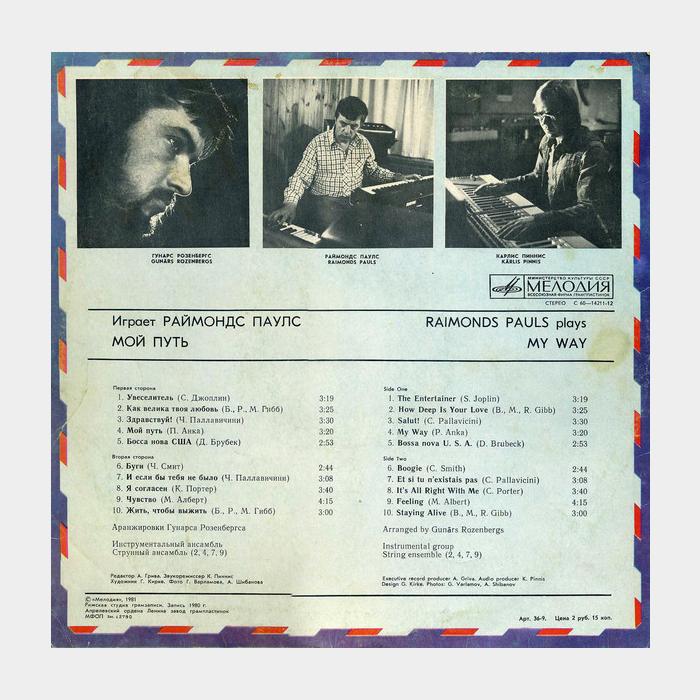 ГУНАРС РОЗЕНБЕРГС
GUNĀRS ROZENBERGS
РАЙМОНДС ПАУЛС
RAIMONDS PAULS
КАРЛИС ПИННИС
KĀRLIS PINNIS
МИНИСТЕРСТВО КУЛЬТУРЫ СССР
МЕЛОДИЯ
ВСЕСОЮЗНАЯ ФИРМА ГРАМПЛАСТИНОК
СТЕРЕО С 60—14211-12
Играет РАЙМОНДС ПАУЛС
МОЙ ПУТЬ
RAIMONDS PAULS plays
MY WAY
Первая сторона
1. Увеселитель (С. Джоплин) 3:19
2. Как велика твоя любовь (Б., Р., М. Гибб) 3:25
3. Здравствуй! (Ч. Паллавичини) 3:30
4. Мой путь (П. Анка) 3:20
5. Босса нова США (Д. Брубек) 2:53
Вторая сторона
6. Буги (Ч. Смит) 2:44
7. И если бы тебя не было (Ч. Паллавичини) 3:08
8. Я согласен (К. Портер) 3:40
9. Чувство (М. Алберт) 4:15
10. Жить, чтобы выжить (Б., Р., М. Гибб) 3:00
Аранжировки Гунарса Розенбергса
Инструментальный ансамбль
Струнный ансамбль (2, 4, 7, 9)
Редактор А. Грива. Звукорежиссер К. Пиннис
Художник Г. Кирке. Фото Г. Варламова, А. Шибанова
Side One
1. The Entertainer (S. Joplin) 3:19
2. How Deep Is Your Love (B., M., R. Gibb) 3:25
3. Salut! (C. Pallavicini) 3:30
4. My Way (P. Anka) 3:20
5. Bossa nova U. S. A. (D. Brubeck) 2:53
Side Two
6. Boogie (C. Smith) 2:44
7. Et si tu n'existais pas (C. Pallavicini) 3:08
8. It's All Right With Me (C. Porter) 3:40
9. Feeling (M. Albert) 4:15
10. Staying Alive (B., M., R. Gibb) 3:00
Arranged by Gunārs Rozenbergs
Instrumental group
String ensemble (2, 4, 7, 9)
Executive record producer A. Griva. Audio producer K. Pinnis
Design G. Kirke. Photos: G. Varlamov, A. Shibanov
© «Мелодия», 1981
Рижская студия грамзаписи. Запись 1980 г.
Апрелевский ордена Ленина завод грампластинок
МФОП
Арт. 36-9. Цена 2 руб. 15 коп.